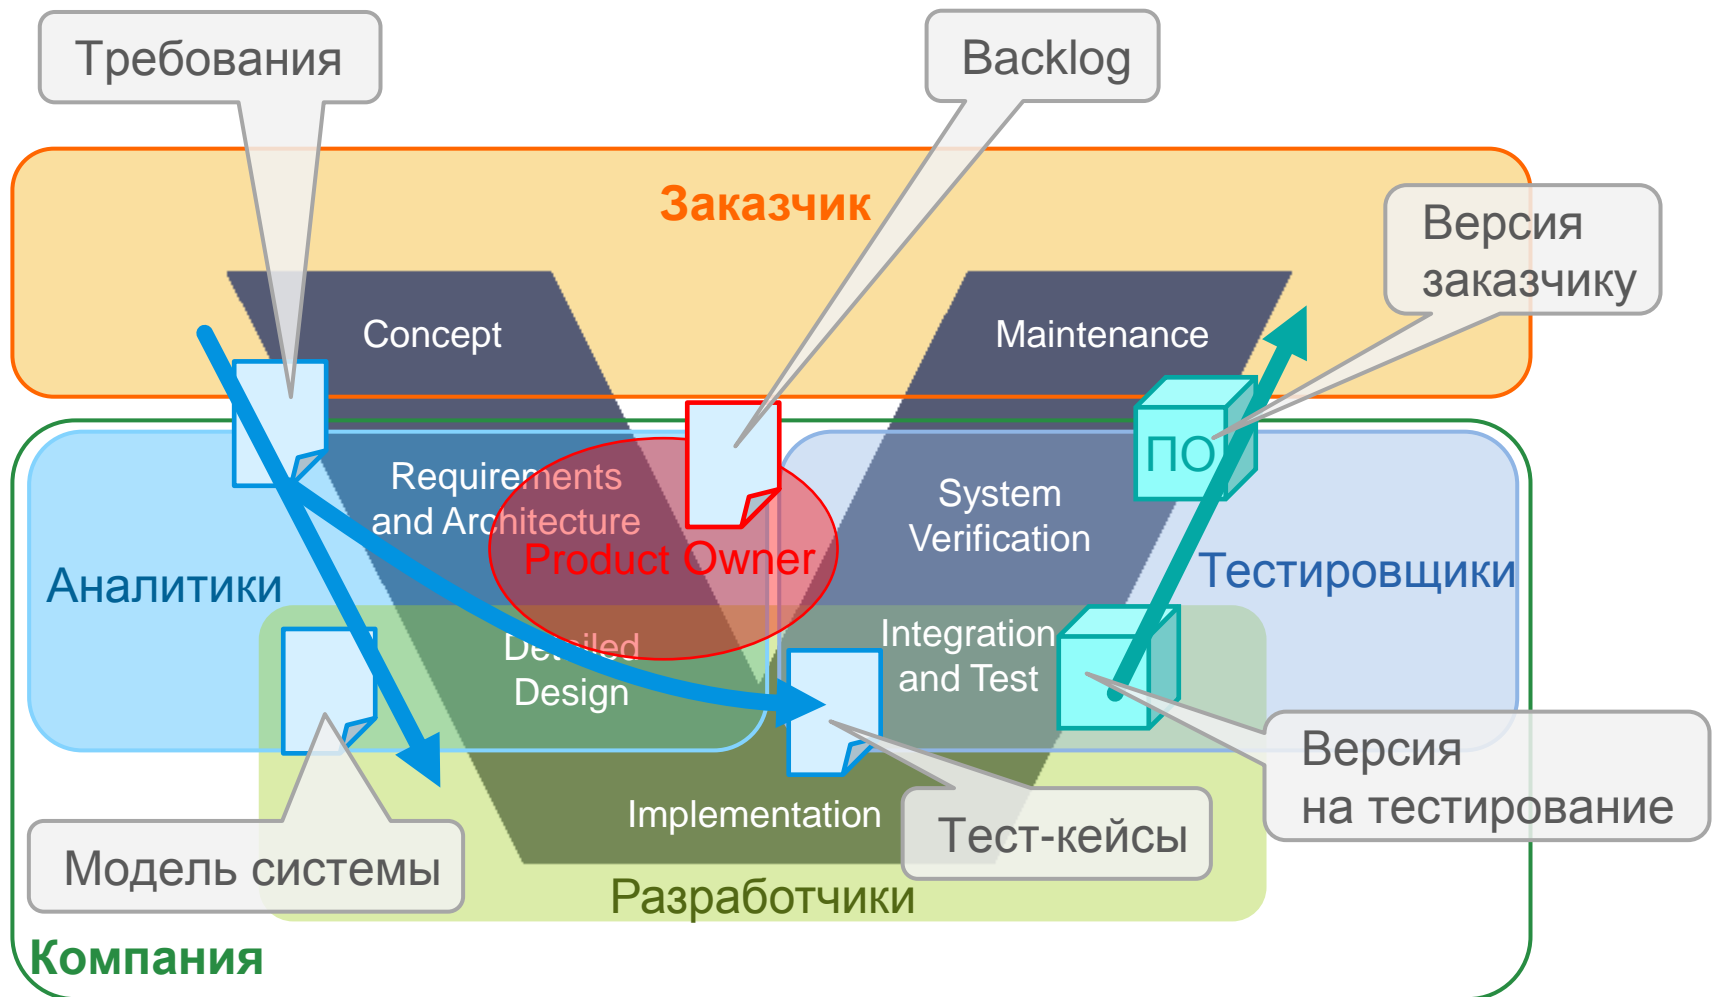 Требования
Backlog
Заказчик
Версия
заказчику
Concept
Maintenance
ПО
Requirements
and Architecture
System
Verification
Product Owner
Аналитики
Тестировщики
Detailed
Design
Integration
and Test
Версия
на тестирование
Implementation
Тест-кейсы
Модель системы
Разработчики
Компания